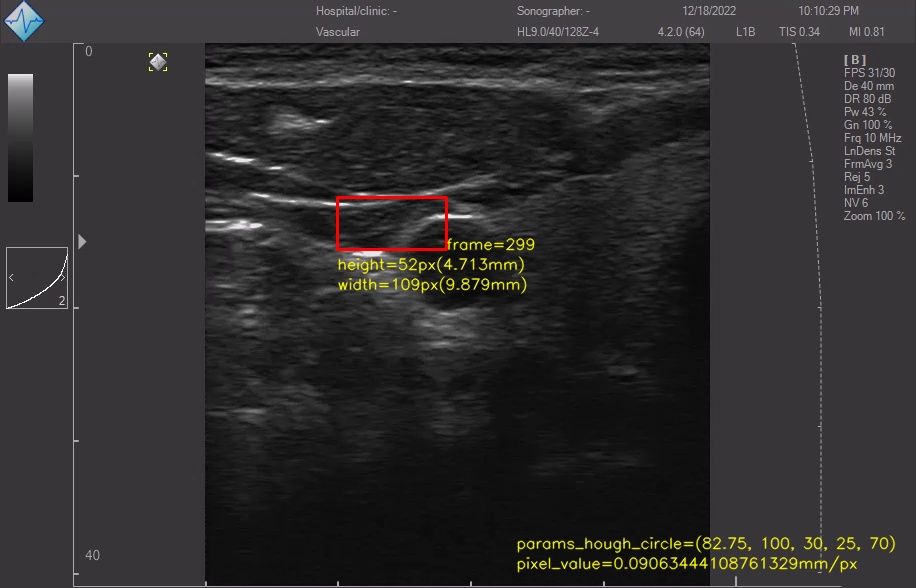 Hospital/clinic: - Sonographer: - 12/18/2022 10:10:29 PM
Vascular HL9.0/40/128Z-4 4.2.0 (64) L1B TIS 0.34 MI 0.81
0
[ B ]
FPS 31/30
De 40 mm
DR 80 dB
Pw 43 %
Gn 100 %
Frq 10 MHz
LnDens St
FrmAvg 3
Rej 5
ImEnh 3
NV 6
Zoom 100 %
frame=299
height=52px(4.713mm)
width=109px(9.879mm)
2
params_hough_circle=(82.75, 100, 30, 25, 70)
40
pixel_value=0.09063444108761329mm/px